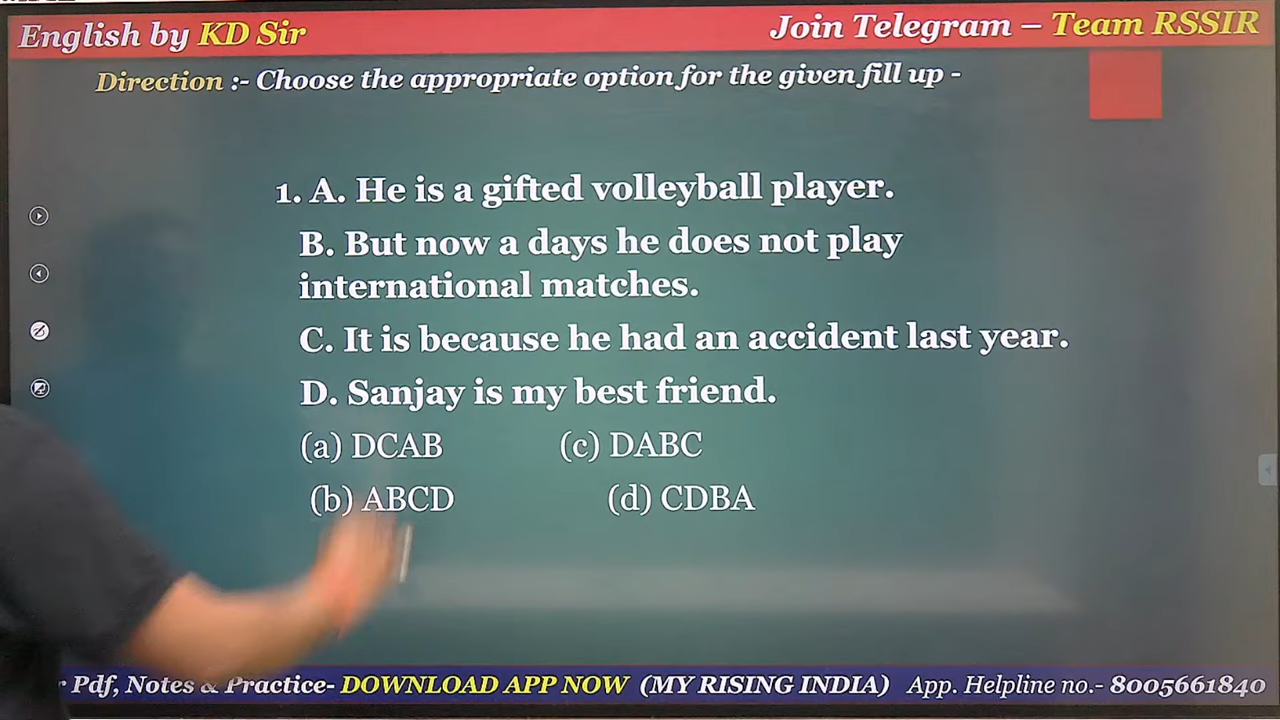 English by KD Sir
Join Telegram – Team RSSIR
Direction :- Choose the appropriate option for the given fill up -
1. A. He is a gifted volleyball player.
B. But now a days he does not play
international matches.
C. It is because he had an accident last year.
D. Sanjay is my best friend.
(a) DCAB (c) DABC
(b) ABCD (d) CDBA
Pdf, Notes & Practice- DOWNLOAD APP NOW (MY RISING INDIA) App. Helpline no.- 8005661840